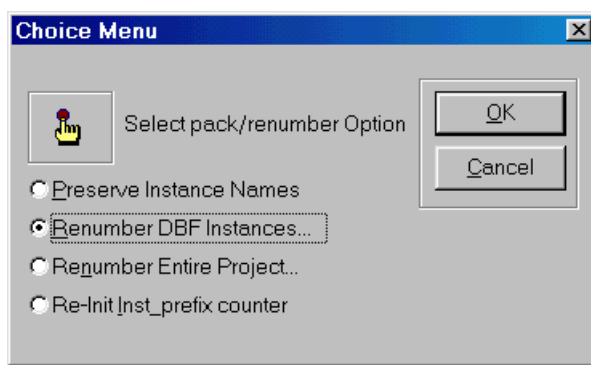 Choice Menu
Select pack/renumber Option
OK
Cancel
Preserve Instance Names
Renumber DBF Instances...
Renumber Entire Project...
Re-Init Inst_prefix counter